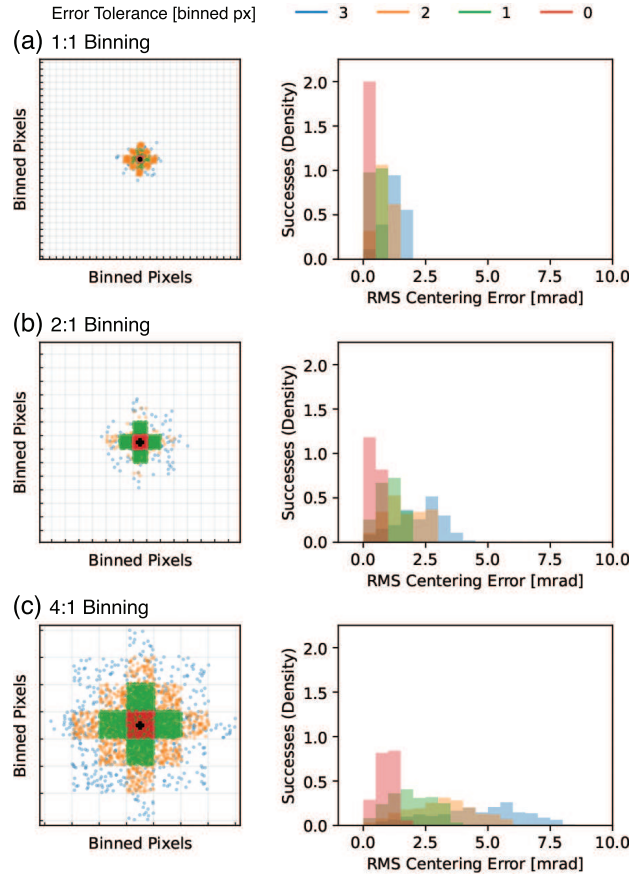 Error Tolerance [binned px] 3 2 1 0
(a) 1:1 Binning
Binned Pixels
Binned Pixels
Successes (Density)
2.0
1.5
1.0
0.5
0.0
0.0 2.5 5.0 7.5 10.0
RMS Centering Error [mrad]
(b) 2:1 Binning
Binned Pixels
Binned Pixels
Successes (Density)
2.0
1.5
1.0
0.5
0.0
0.0 2.5 5.0 7.5 10.0
RMS Centering Error [mrad]
(c) 4:1 Binning
Binned Pixels
Binned Pixels
Successes (Density)
2.0
1.5
1.0
0.5
0.0
0.0 2.5 5.0 7.5 10.0
RMS Centering Error [mrad]